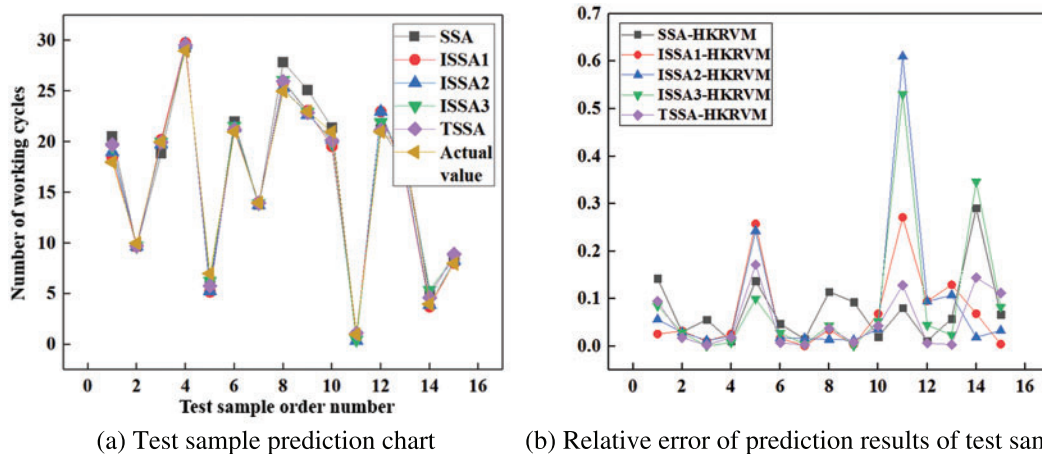 30
25
20
15
10
5
0
Number of working cycles
SSA
ISSA1
ISSA2
ISSA3
TSSA
Actual
value
0 2 4 6 8 10 12 14 16
Test sample order number
(a) Test sample prediction chart
0.7
0.6
0.5
0.4
0.3
0.2
0.1
0.0
SSA-HKRVM
ISSA1-HKRVM
ISSA2-HKRVM
ISSA3-HKRVM
TSSA-HKRVM
0 2 4 6 8 10 12 14 16
(b) Relative error of prediction results of test sam